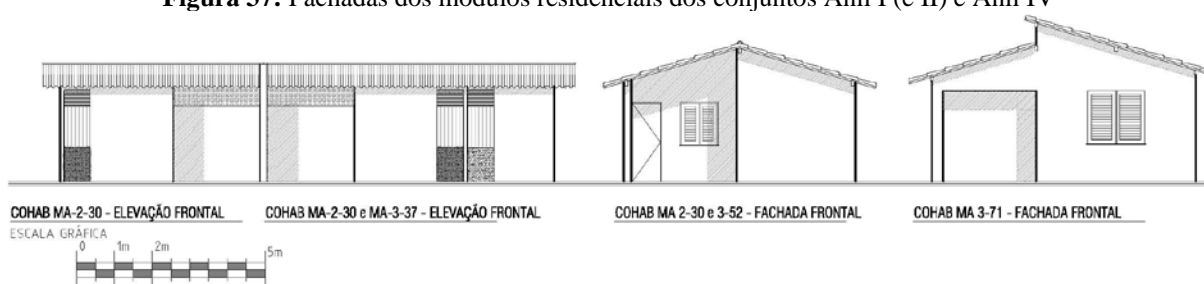 Figura 37: Fachadas dos módulos residenciais dos conjuntos Anil I (e II) e Anil IV
COHAB MA-2-30 - ELEVAÇÃO FRONTAL
COHAB MA-2-30 e MA-3-37 - ELEVAÇÃO FRONTAL
COHAB MA 2-30 e 3-52 - FACHADA FRONTAL
COHAB MA 3-71 - FACHADA FRONTAL
ESCALA GRÁFICA
0 1m 2m 5m